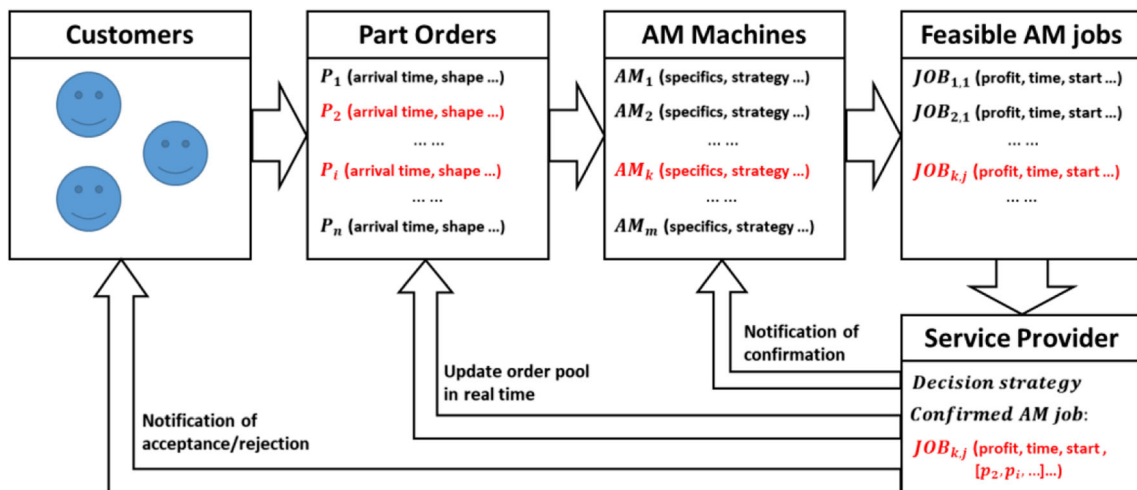 Customers
Part Orders
P₁ (arrival time, shape ...)
P₂ (arrival time, shape ...)
... ...
Pᵢ (arrival time, shape ...)
... ...
Pₙ (arrival time, shape ...)
AM Machines
AM₁ (specifics, strategy ...)
AM₂ (specifics, strategy ...)
... ...
AMₖ (specifics, strategy ...)
... ...
AMₘ (specifics, strategy ...)
Feasible AM jobs
JOB₁,₁ (profit, time, start ...)
JOB₂,₁ (profit, time, start ...)
... ...
JOBₖ,ⱼ (profit, time, start ...)
... ...
Service Provider
Decision strategy
Confirmed AM job:
JOBₖ,ⱼ (profit, time, start ,
[p₂, pᵢ, ...]...)
Notification of
confirmation
Update order pool
in real time
Notification of
acceptance/rejection